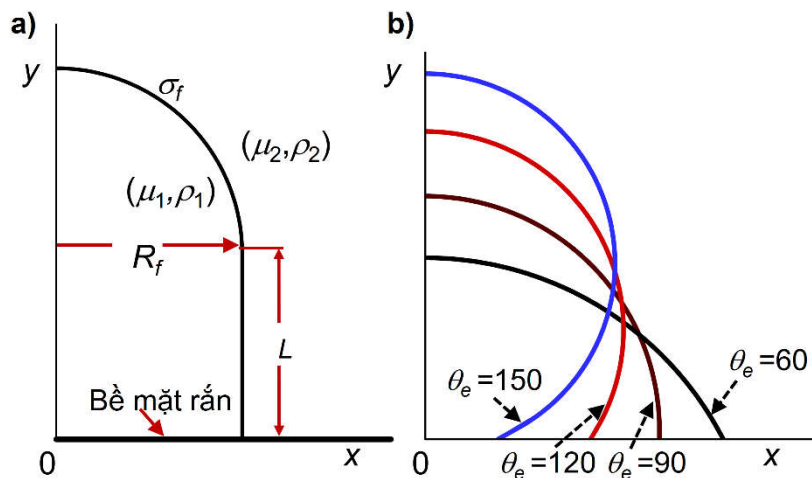 a)
y
σf
(μ2,ρ2)
(μ1,ρ1)
Rf
L
Bề mặt rắn
0
x
b)
y
θe=150
θe=60
0
θe=120
θe=90
x